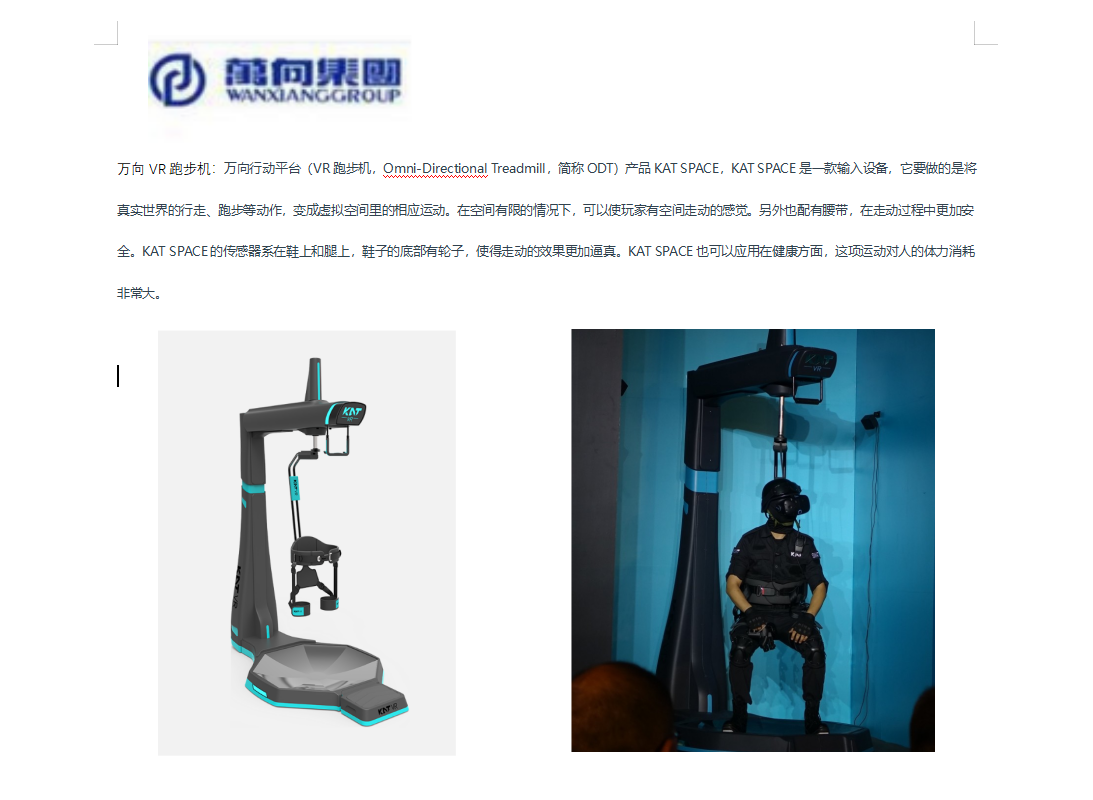 萬向集團
WANXIANGGROUP
万向 VR 跑步机：万向行动平台（VR 跑步机，Omni-Directional Treadmill，简称 ODT）产品 KAT SPACE，KAT SPACE 是一款输入设备，它要做的是将
真实世界的行走、跑步等动作，变成虚拟空间里的相应运动。在空间有限的情况下，可以使玩家有空间走动的感觉。另外也配有腰带，在走动过程中更加安
全。KAT SPACE 的传感器系在鞋上和腿上，鞋子的底部有轮子，使得走动的效果更加逼真。KAT SPACE 也可以应用在健康方面，这项运动对人的体力消耗
非常大。
KAT
KAT
KAT
KAT
VR